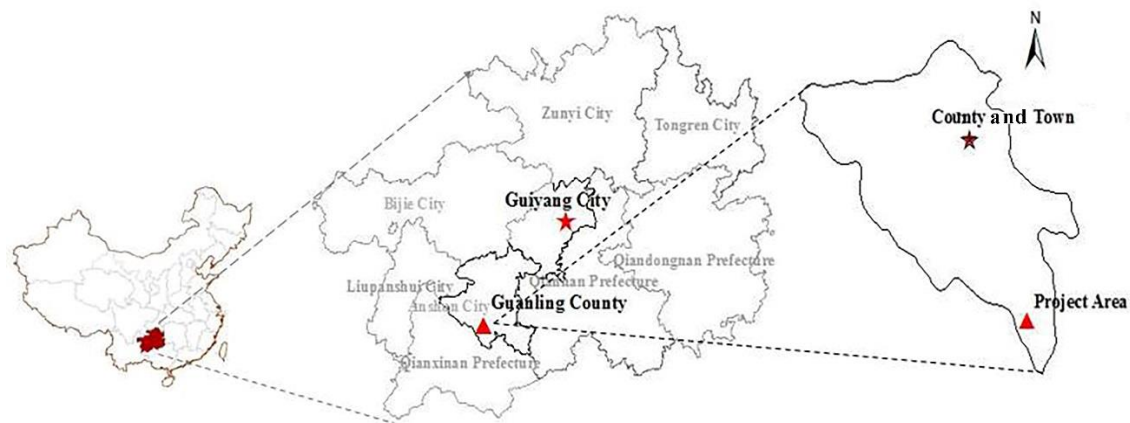 N
Zunyi City
County and Town
Tongren City
Bijie City
Guiyang City
Qiandongnan Prefecture
Qiannan Prefecture
Liupanshui City
Anshun City
Guanling County
Project Area
Qianxinan Prefecture